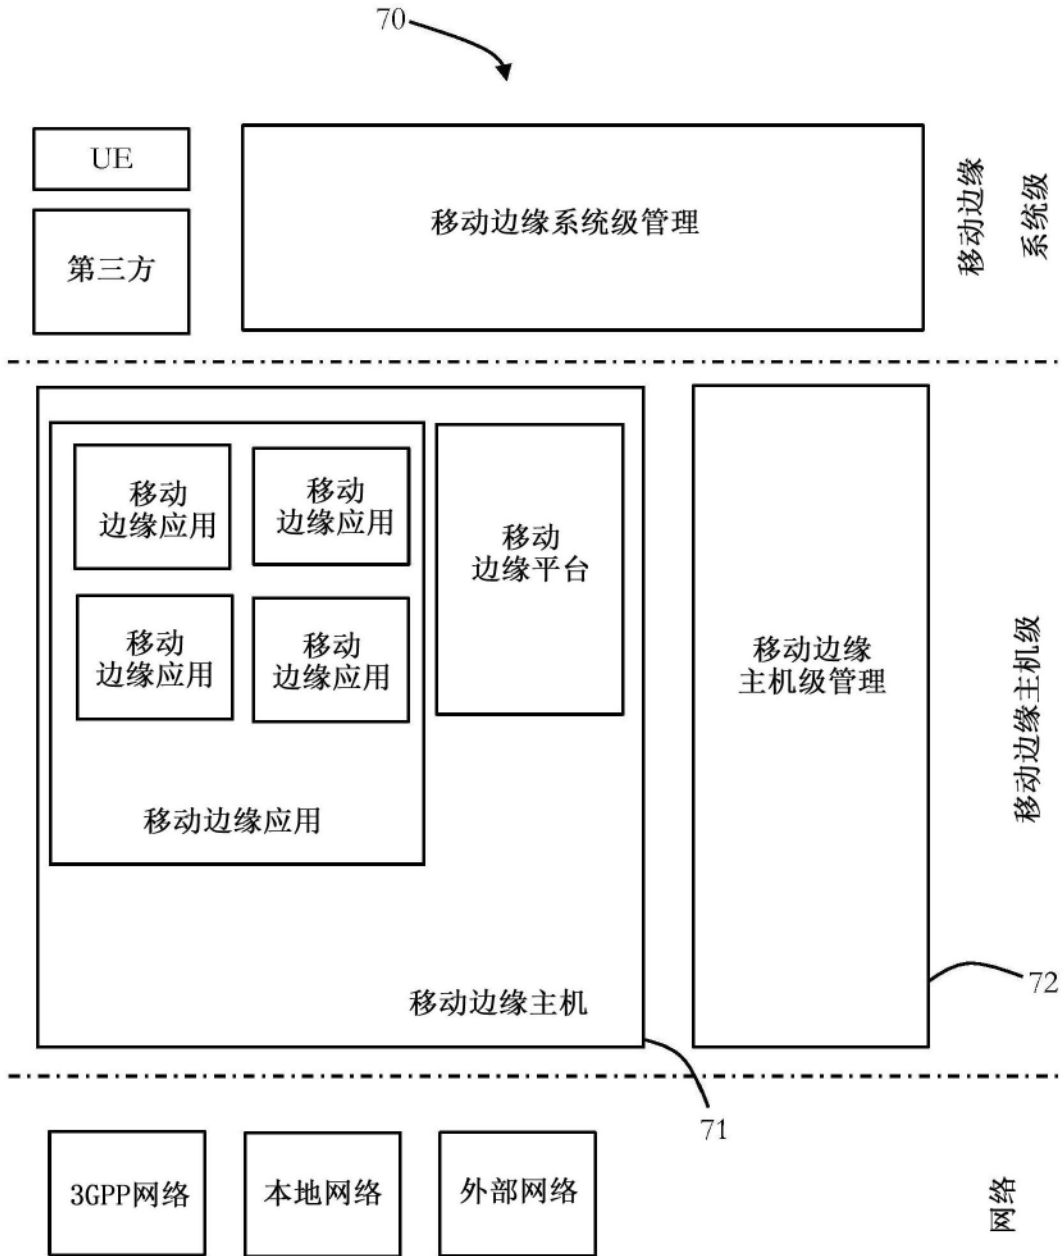 70
UE
第三方
移动边缘系统级管理
移动边缘
系统级
移动
边缘应用
移动
边缘应用
移动
边缘应用
移动
边缘应用
移动边缘应用
移动
边缘平台
移动边缘主机
移动边缘
主机级管理
移动边缘主机级
72
71
3GPP网络
本地网络
外部网络
网络